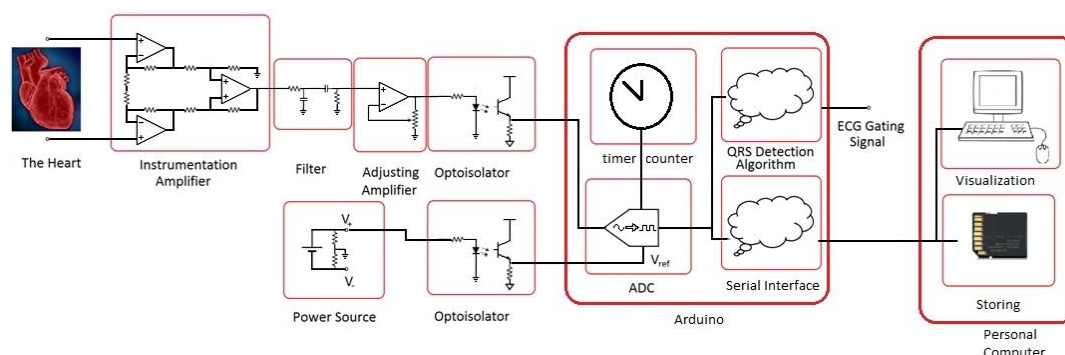 The Heart
Instrumentation
Amplifier
Filter
Adjusting
Amplifier
Optoisolator
V+
V-
Power Source
Optoisolator
timer counter
Vref
ADC
QRS Detection
Algorithm
Serial Interface
Arduino
ECG Gating
Signal
Visualization
Storing
Personal
Computer